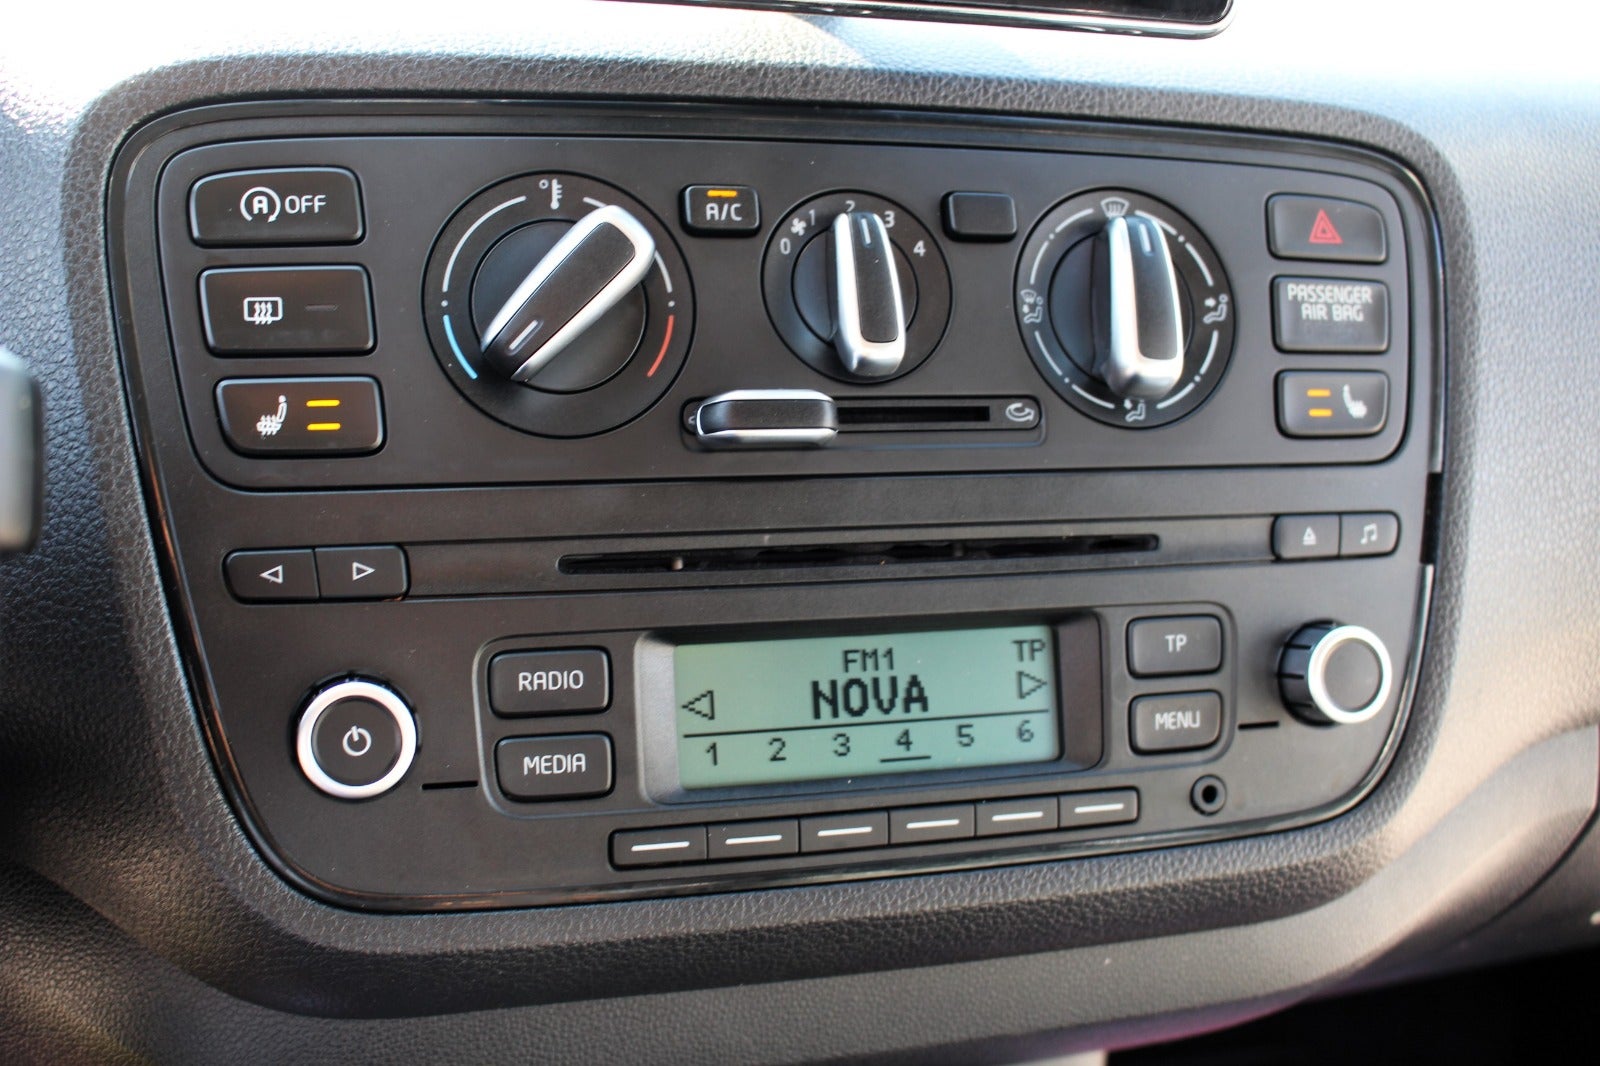 A OFF
A/C
0 1 2 3 4
PASSENGER
AIR BAG
RADIO
MEDIA
FM1 TP
NOVA
1 2 3 4 5 6
TP
MENU